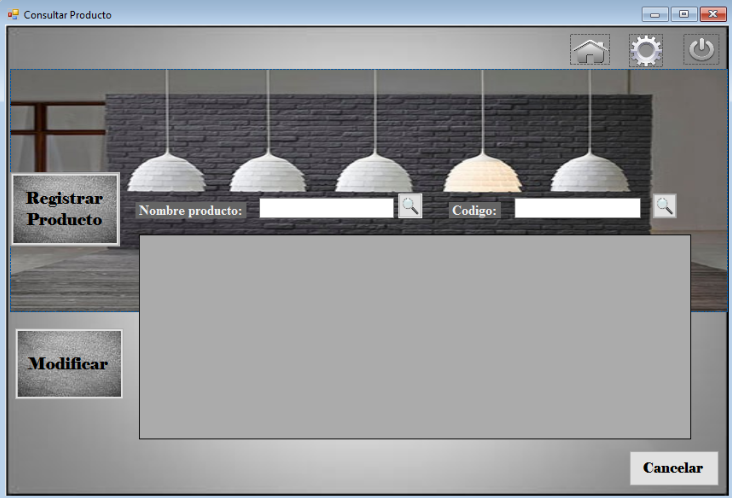 Consultar Producto
Registrar
Producto
Nombre producto:
Codigo:
Modificar
Cancelar